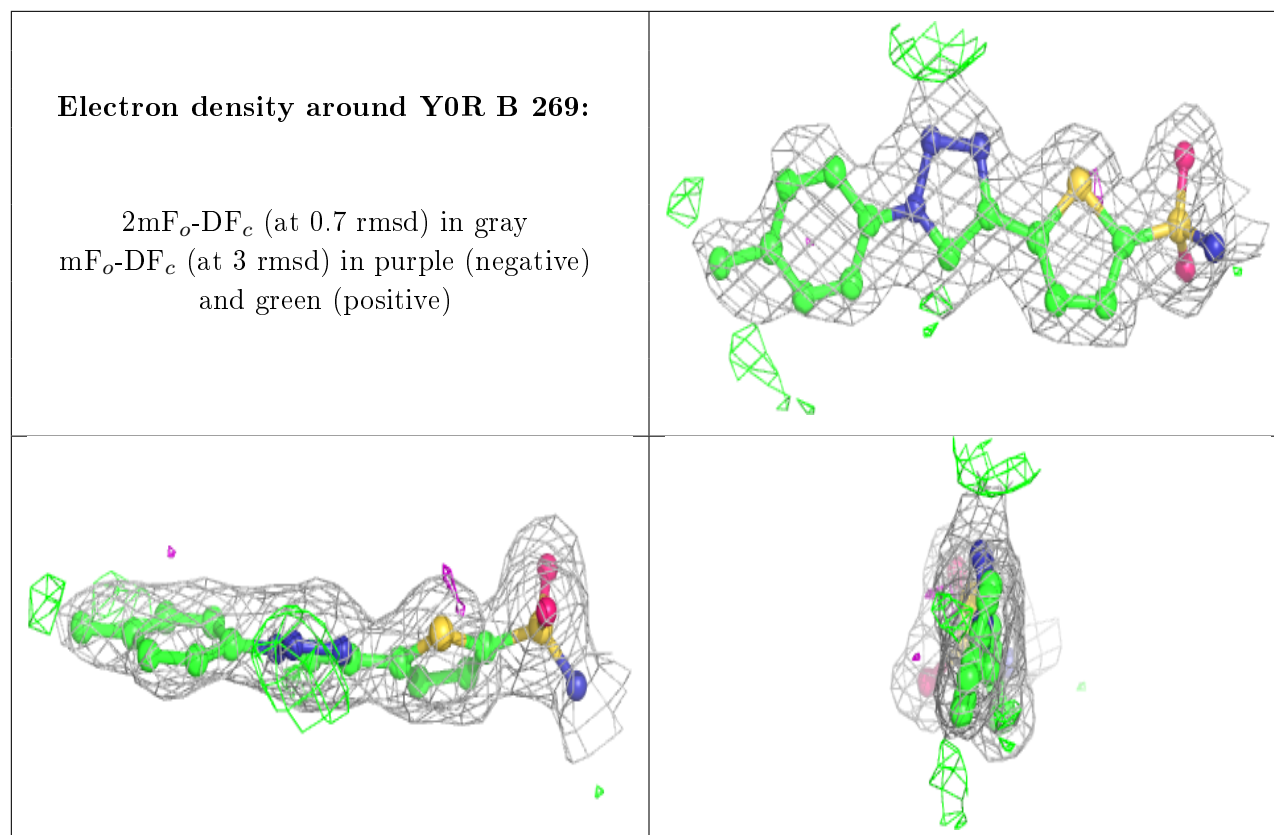 Electron density around Y0R B 269:
2mFo-DFc (at 0.7 rmsd) in gray
mFo-DFc (at 3 rmsd) in purple (negative)
and green (positive)